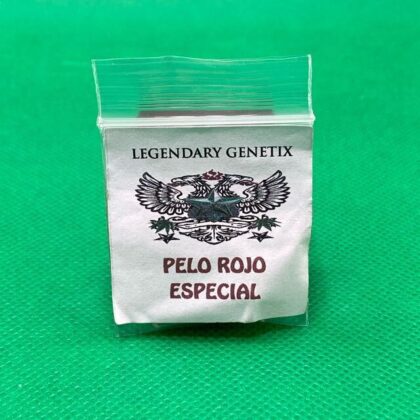 LEGENDARY GENETIX
PELO ROJO
ESPECIAL